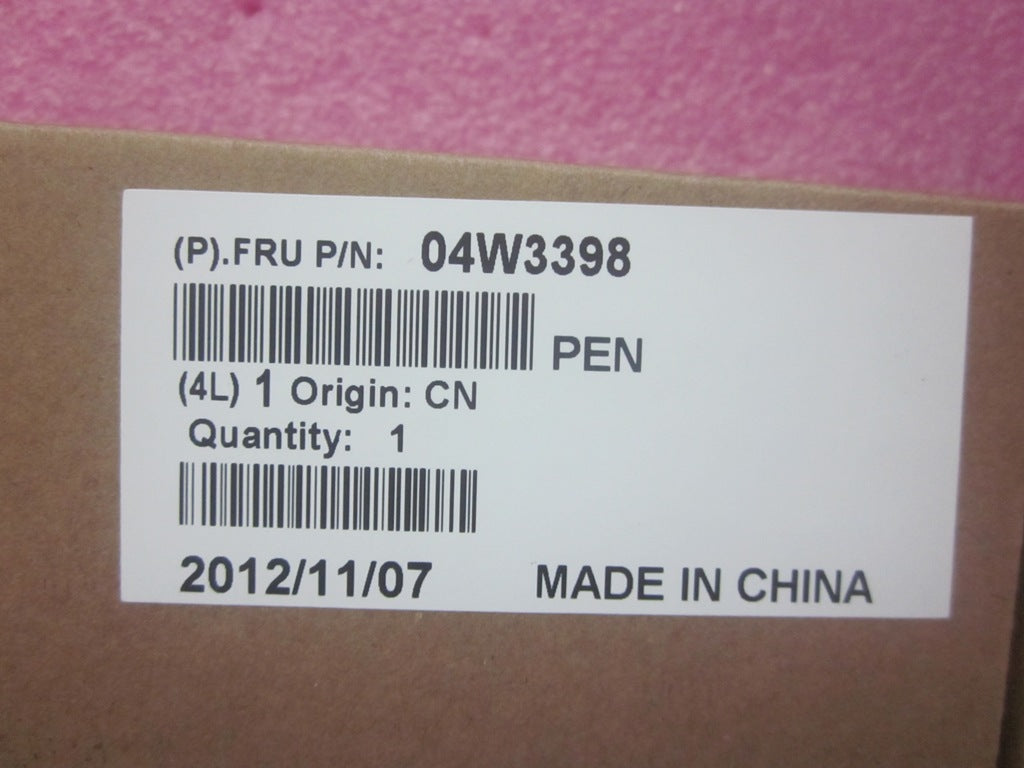 (P).FRU P/N: 04W3398
PEN
(4L) 1 Origin: CN
Quantity: 1
2012/11/07 MADE IN CHINA